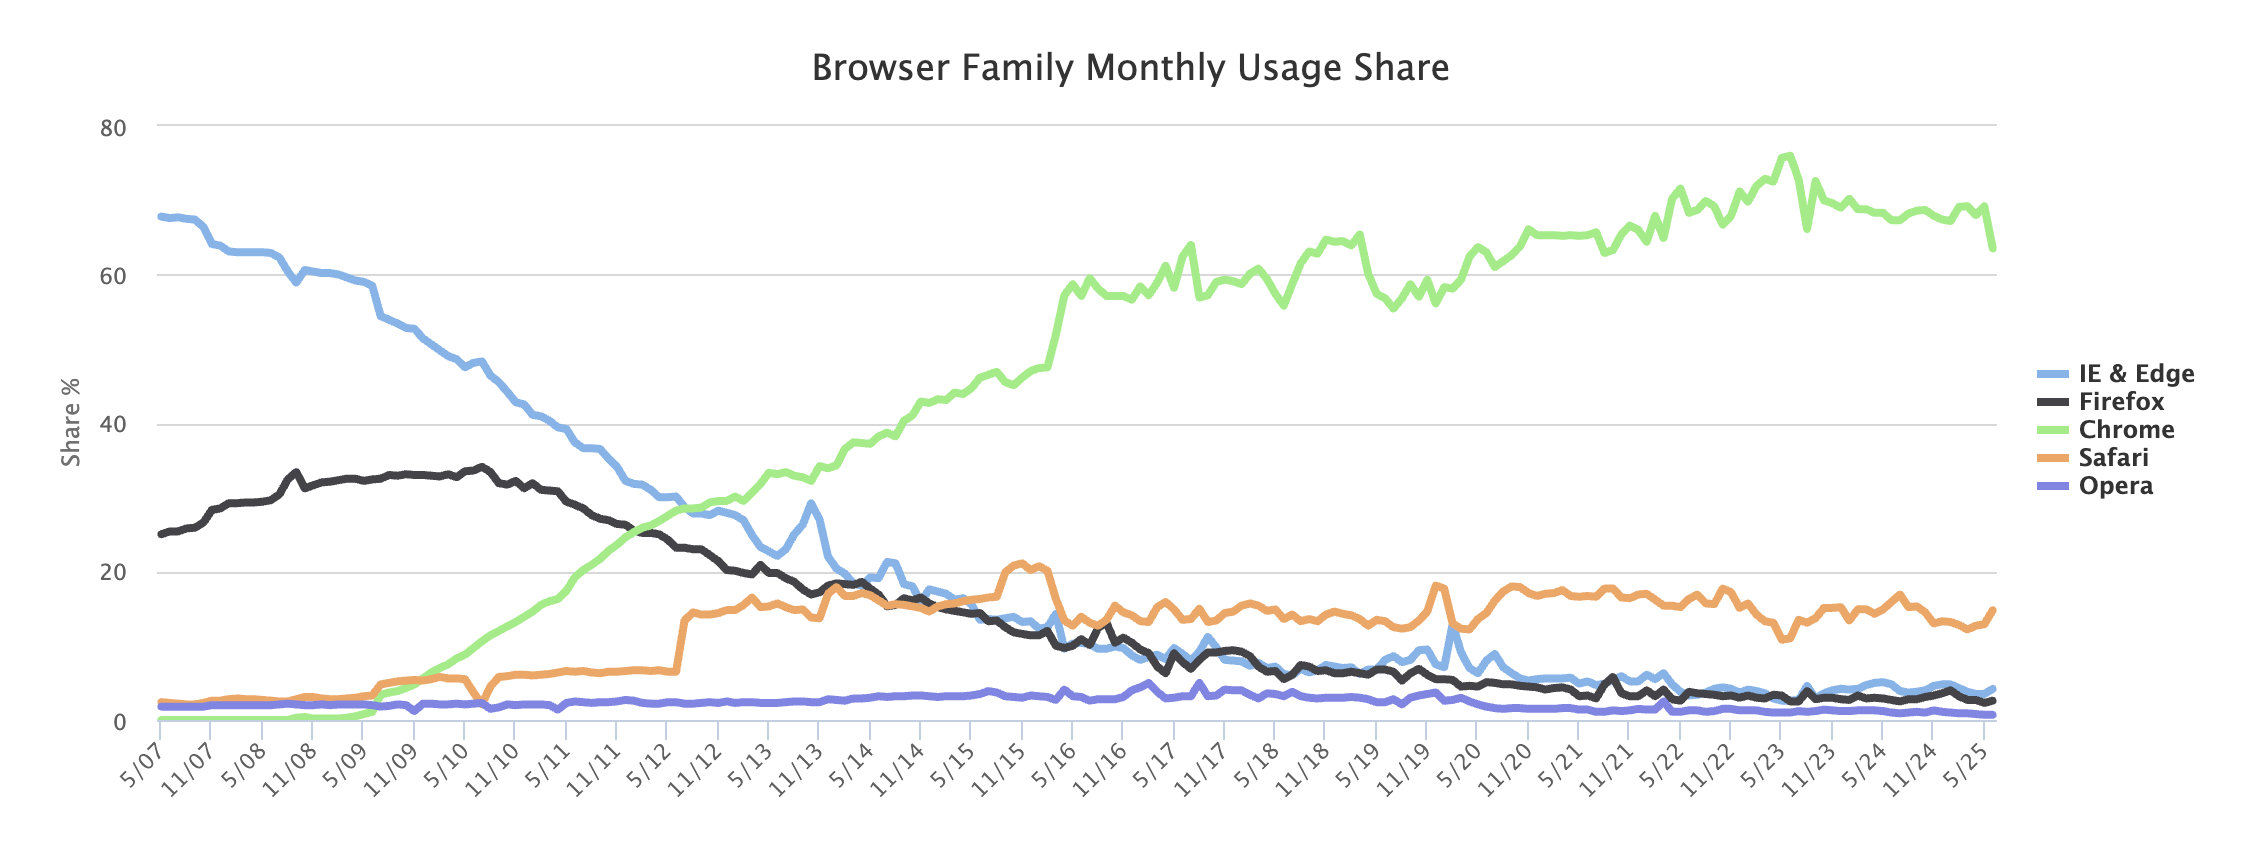 Browser Family Monthly Usage Share
80
60
40
20
0
Share %
IE & Edge
Firefox
Chrome
Safari
Opera
5/07 11/07 5/08 11/08 5/09 11/09 5/10 11/10 5/11 11/11 5/12 11/12 5/13 11/13 5/14 11/14 5/15 11/15 5/16 11/16 5/17 11/17 5/18 11/18 5/19 11/19 5/20 11/20 5/21 11/21 5/22 11/22 5/23 11/23 5/24 11/24 5/25